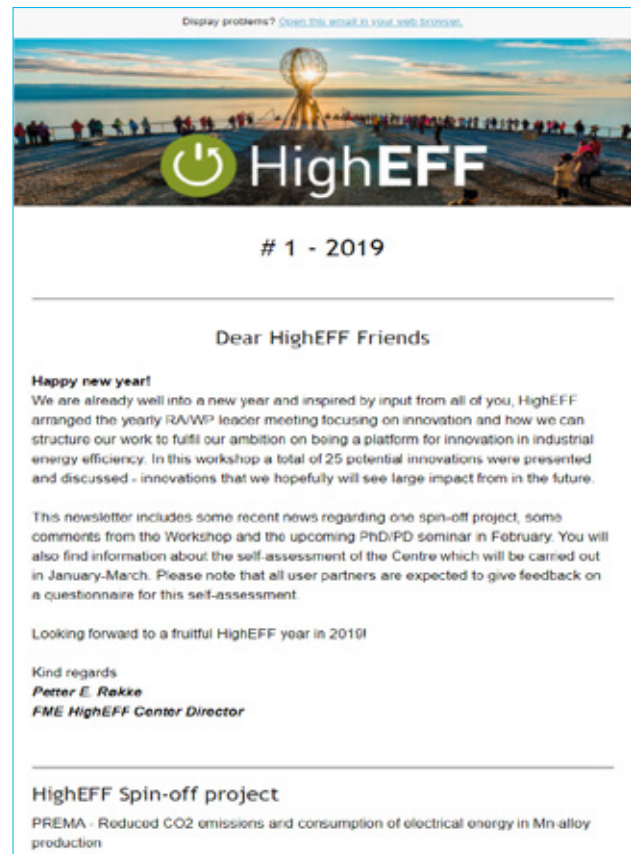 Display problems? Open this email in your web browser.
HighEFF
# 1 - 2019
Dear HighEFF Friends
Happy new year!
We are already well into a new year and inspired by input from all of you, HighEFF
arranged the yearly RA/WP leader meeting focusing on innovation and how we can
structure our work to fulfil our ambition on being a platform for innovation in industrial
energy efficiency. In this workshop a total of 25 potential innovations were presented
and discussed - innovations that we hopefully will see large impact from in the future.
This newsletter includes some recent news regarding one spin-off project, some
comments from the Workshop and the upcoming PhD/PD seminar in February. You will
also find information about the self-assessment of the Centre which will be carried out
in January-March. Please note that all user partners are expected to give feedback on
a questionnaire for this self-assessment.
Looking forward to a fruitful HighEFF year in 2019!
Kind regards
Petter E. Røkke
FME HighEFF Center Director
HighEFF Spin-off project
PREMA - Reduced CO2 emissions and consumption of electrical energy in Mn-alloy
production